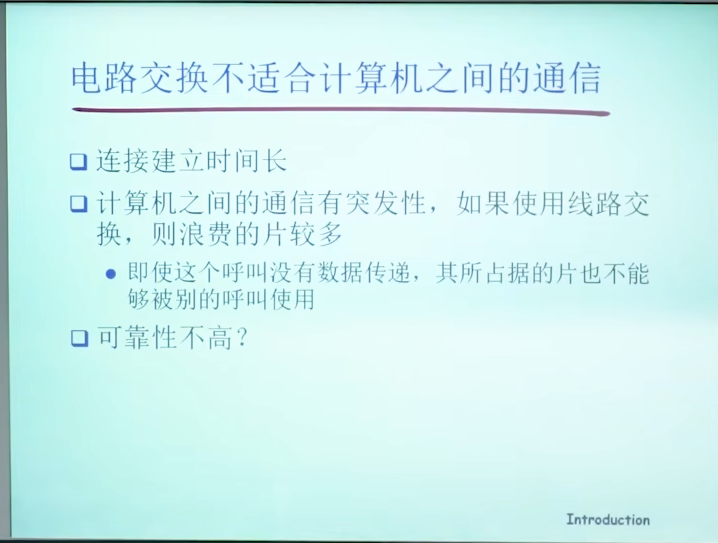 电路交换不适合计算机之间的通信
连接建立时间长
计算机之间的通信有突发性，如果使用线路交
换，则浪费的片较多
即使这个呼叫没有数据传递，其所占据的片也不能
够被别的呼叫使用
可靠性不高？
Introduction